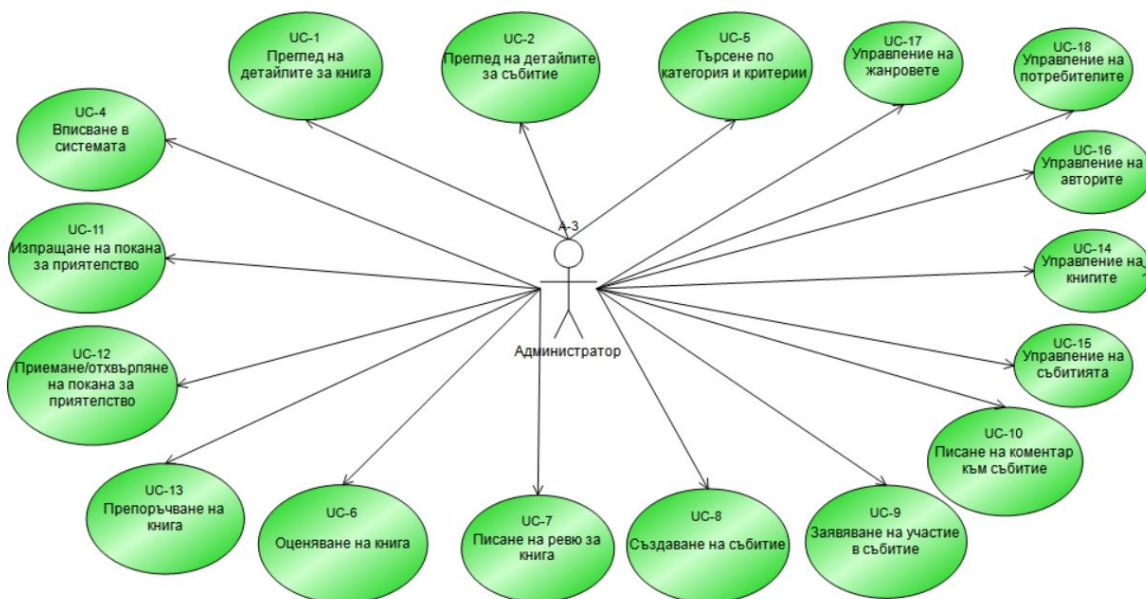 UC-1
Преглед на
детайлите за книга
UC-2
Преглед на детайлите
за събитие
UC-5
Търсене по
категория и критерии
UC-17
Управление на
жанровете
UC-18
Управление на
потребителите
UC-4
Вписване в
системата
UC-16
Управление на
авторите
UC-11
Изпращане на покана
за приятелство
A-3
Администратор
UC-14
Управление на
книгите
UC-12
Приемане/отхвърляне
на покана за
приятелство
UC-15
Управление на
събитията
UC-10
Писане на коментар
към събитие
UC-13
Препоръчване на
книга
UC-6
Оценяване на книга
UC-7
Писане на ревю за
книга
UC-8
Създаване на събитие
UC-9
Заявяване на участие
в събитие